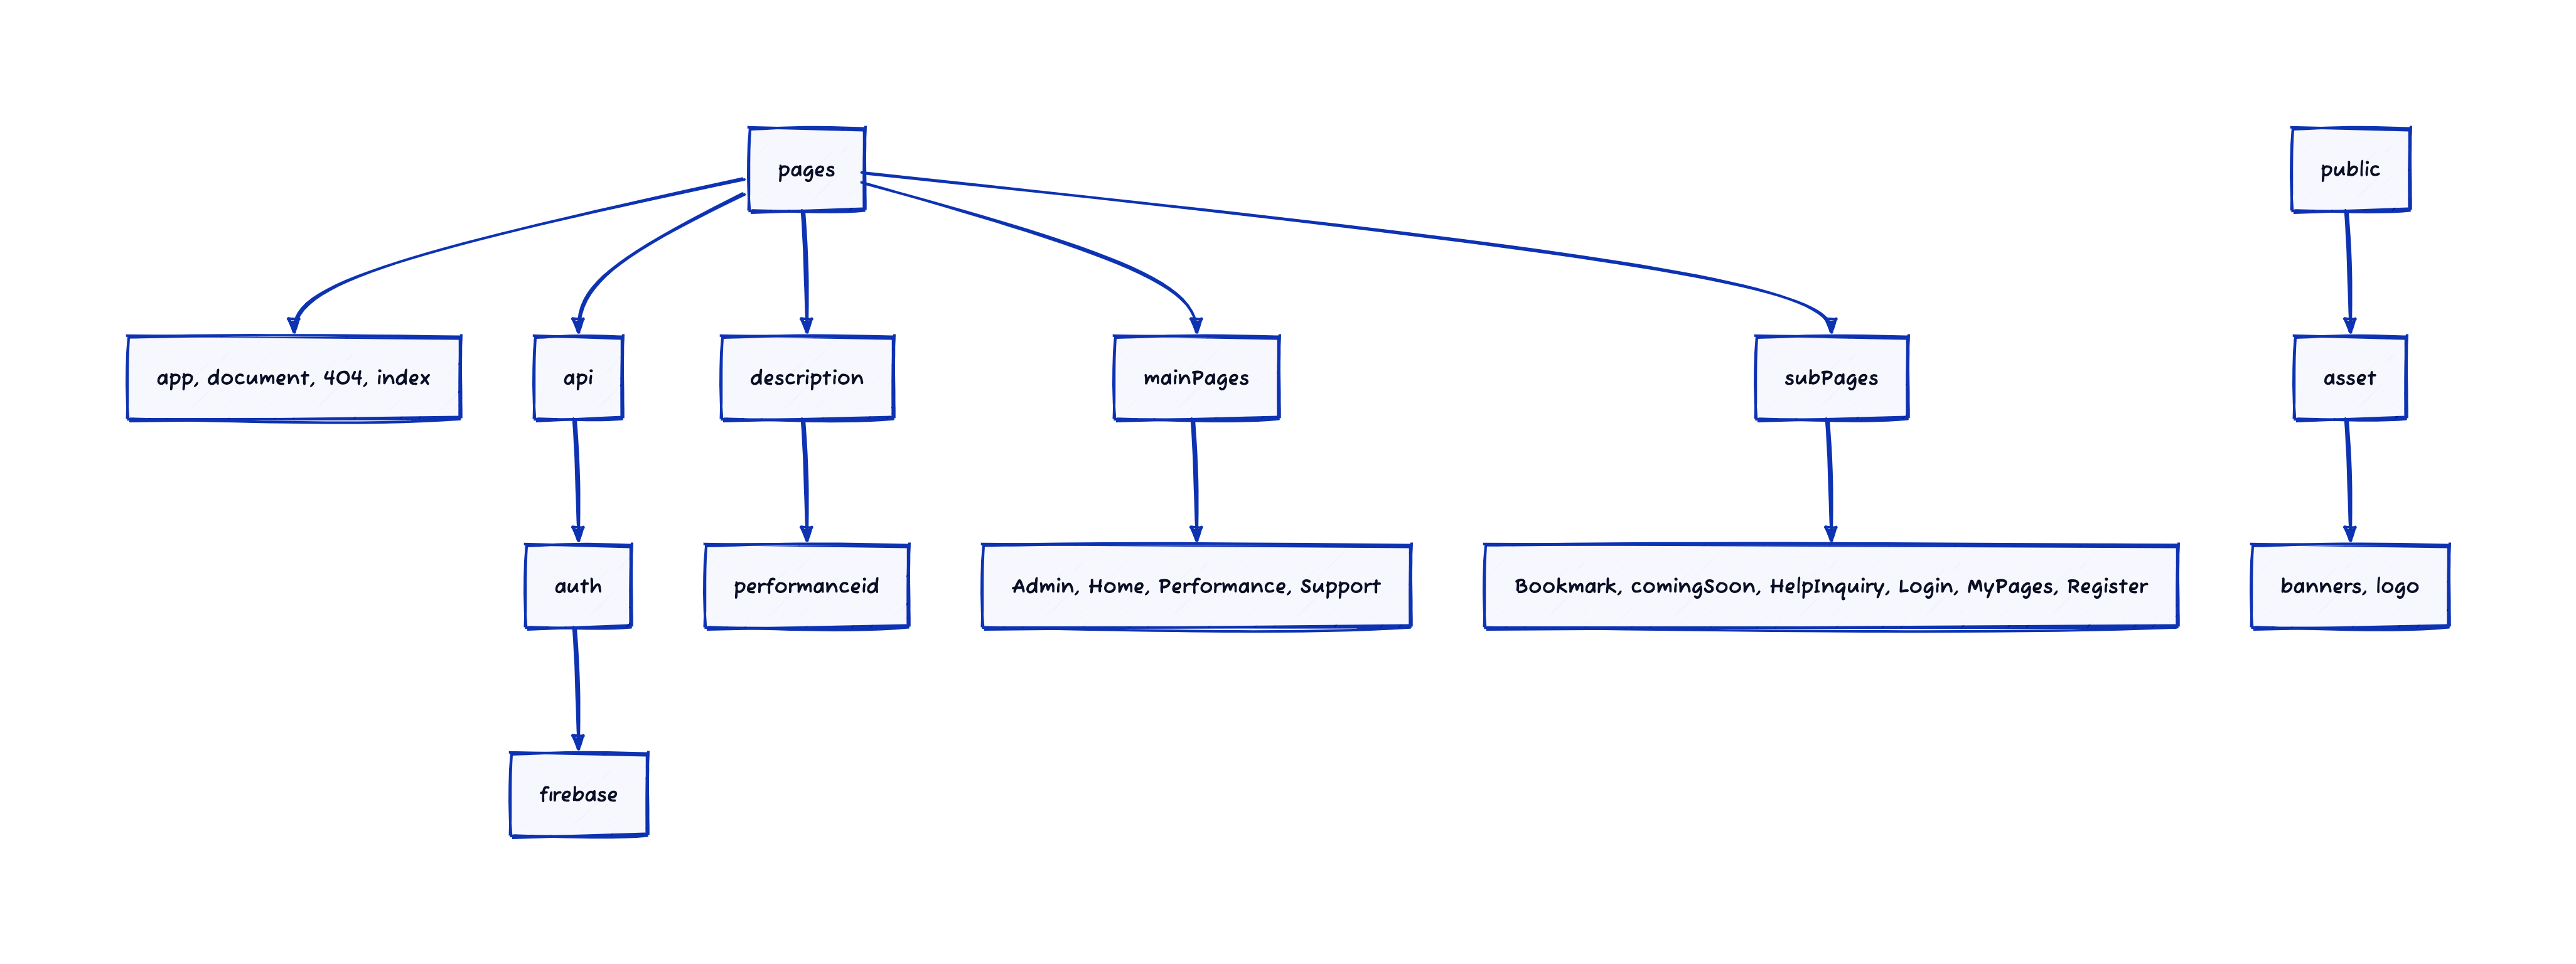 pages
public
app, document, 404, index
api
description
mainPages
subPages
asset
auth
performanceid
Admin, Home, Performance, Support
Bookmark, comingSoon, HelpInquiry, Login, MyPages, Register
banners, logo
firebase